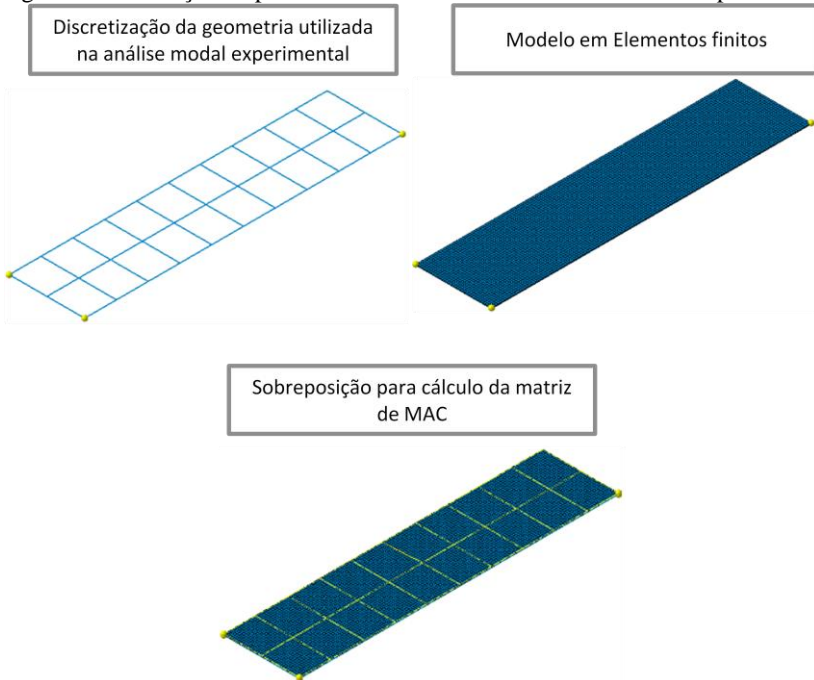 Discretização da geometria utilizada
na análise modal experimental
Modelo em Elementos finitos
Sobreposição para cálculo da matriz
de MAC